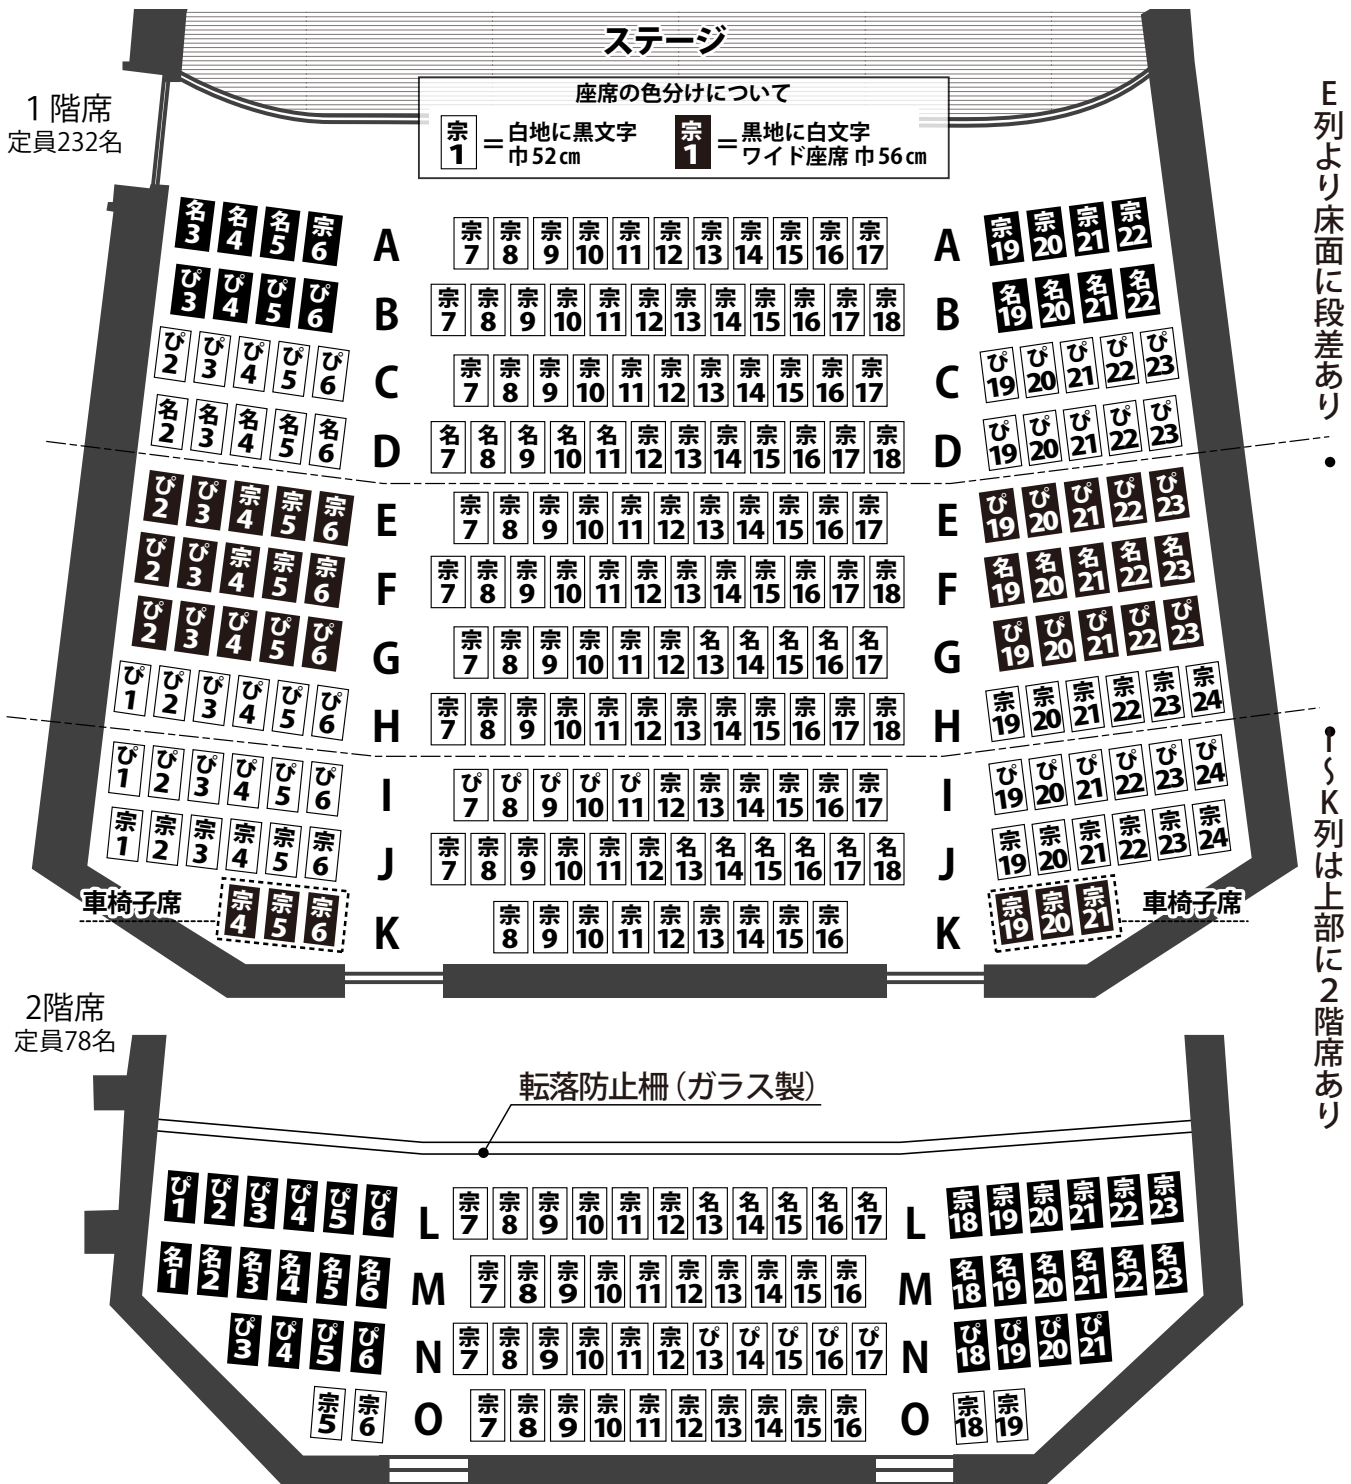 ステージ
座席の色分けについて
宗1＝白地に黒文字 巾52㎝
宗1＝黒地に白文字 ワイド座席 巾56㎝
1階席
定員232名
E列より床面に段差あり
名3 名4 名5 宗6 A 宗7 宗8 宗9 宗10 宗11 宗12 宗13 宗14 宗15 宗16 宗17 A 宗19 宗20 宗21 宗22
ぴ3 ぴ4 ぴ5 ぴ6 B 宗7 宗8 宗9 宗10 宗11 宗12 宗13 宗14 宗15 宗16 宗17 宗18 B 名19 名20 名21 名22
ぴ2 ぴ3 ぴ4 ぴ5 ぴ6 C 宗7 宗8 宗9 宗10 宗11 宗12 宗13 宗14 宗15 宗16 宗17 C ぴ19 ぴ20 ぴ21 ぴ22 ぴ23
名2 名3 名4 名5 名6 D 名7 名8 名9 名10 名11 宗12 宗13 宗14 宗15 宗16 宗17 宗18 D ぴ19 ぴ20 ぴ21 ぴ22 ぴ23
ぴ2 ぴ3 宗4 宗5 宗6 E 宗7 宗8 宗9 宗10 宗11 宗12 宗13 宗14 宗15 宗16 宗17 E ぴ19 ぴ20 ぴ21 ぴ22 ぴ23
ぴ2 ぴ3 宗4 宗5 宗6 F 宗7 宗8 宗9 宗10 宗11 宗12 宗13 宗14 宗15 宗16 宗17 宗18 F 名19 名20 名21 名22 名23
ぴ2 ぴ3 ぴ4 ぴ5 ぴ6 G 宗7 宗8 宗9 宗10 宗11 宗12 名13 名14 名15 名16 名17 G ぴ19 ぴ20 ぴ21 ぴ22 ぴ23
ぴ1 ぴ2 ぴ3 ぴ4 ぴ5 ぴ6 H 宗7 宗8 宗9 宗10 宗11 宗12 宗13 宗14 宗15 宗16 宗17 宗18 H 宗19 宗20 宗21 宗22 宗23 宗24
I～K列は上部に2階席あり
ぴ1 ぴ2 ぴ3 ぴ4 ぴ5 ぴ6 I ぴ7 ぴ8 ぴ9 ぴ10 ぴ11 宗12 宗13 宗14 宗15 宗16 宗17 I ぴ19 ぴ20 ぴ21 ぴ22 ぴ23 ぴ24
宗1 宗2 宗3 宗4 宗5 宗6 J 宗7 宗8 宗9 宗10 宗11 宗12 名13 名14 名15 名16 名17 名18 J 宗19 宗20 宗21 宗22 宗23 宗24
車椅子席 宗4 宗5 宗6 K 宗8 宗9 宗10 宗11 宗12 宗13 宗14 宗15 宗16 K 宗19 宗20 宗21 車椅子席
2階席
定員78名
転落防止柵（ガラス製）
ぴ1 ぴ2 ぴ3 ぴ4 ぴ5 ぴ6 L 宗7 宗8 宗9 宗10 宗11 宗12 名13 名14 名15 名16 名17 L 宗18 宗19 宗20 宗21 宗22 宗23
名1 名2 名3 名4 名5 名6 M 宗7 宗8 宗9 宗10 宗11 宗12 宗13 宗14 宗15 宗16 M 名18 名19 名20 名21 名22 名23
ぴ3 ぴ4 ぴ5 ぴ6 N 宗7 宗8 宗9 宗10 宗11 宗12 ぴ13 ぴ14 ぴ15 ぴ16 ぴ17 N ぴ18 ぴ19 ぴ20 ぴ21
宗5 宗6 O 宗7 宗8 宗9 宗10 宗11 宗12 宗13 宗14 宗15 宗16 O 宗18 宗19